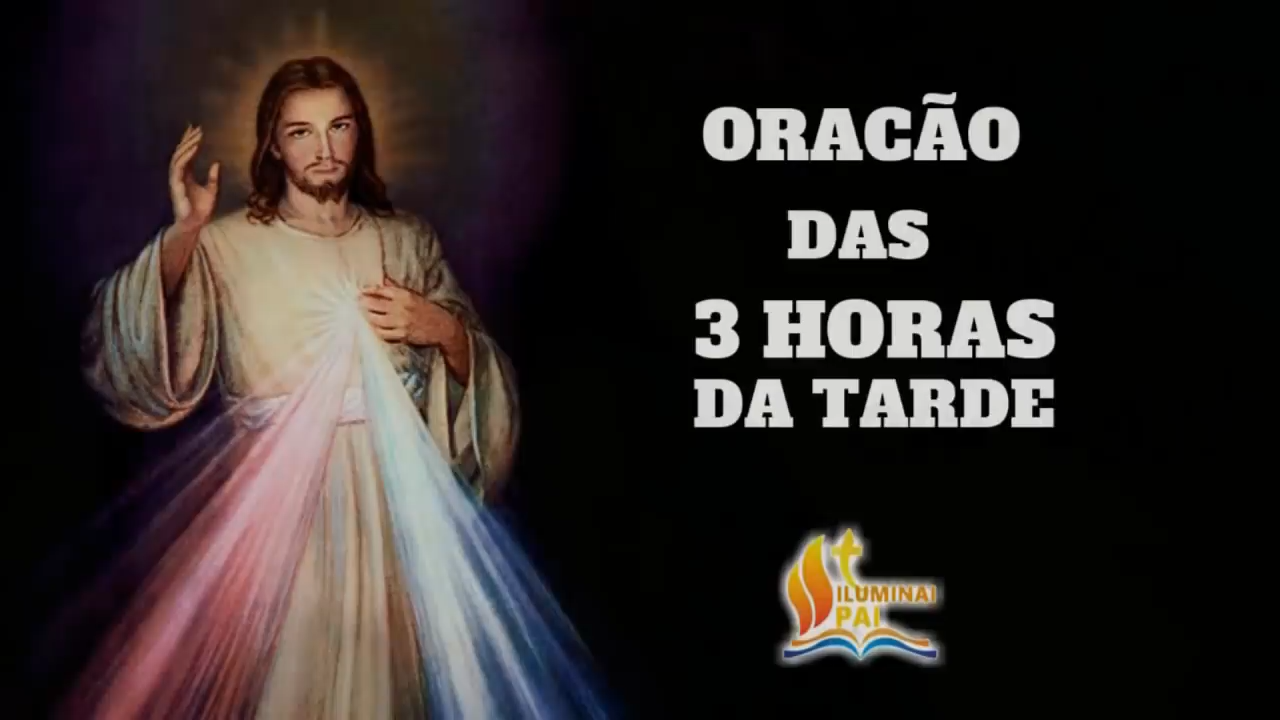 ORACÃO
DAS
3 HORAS
DA TARDE
ILUMINAI
PAI